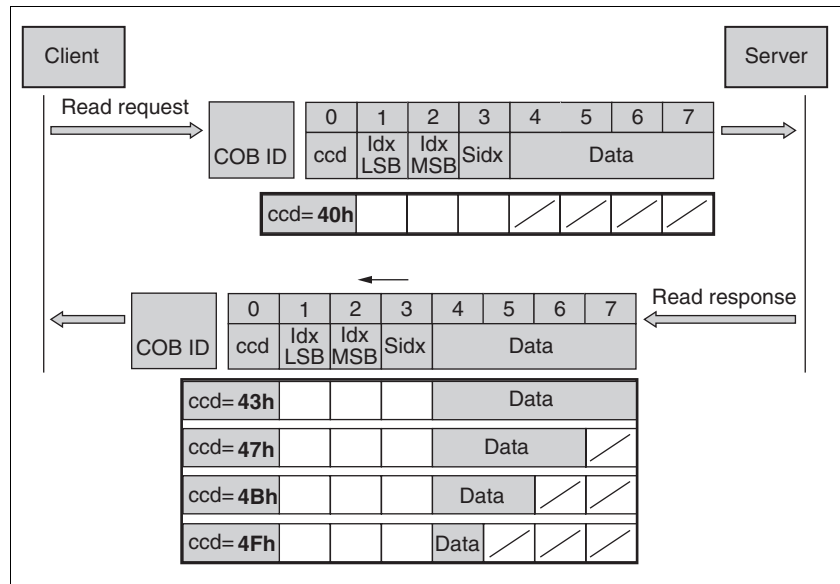 Client
Server
Read request
COB ID
0 1 2 3 4 5 6 7
ccd
Idx
LSB
Idx
MSB
Sidx
Data
ccd= 40h
Read response
COB ID
0 1 2 3 4 5 6 7
ccd
Idx
LSB
Idx
MSB
Sidx
Data
ccd= 43h
Data
ccd= 47h
Data
ccd= 4Bh
Data
ccd= 4Fh
Data